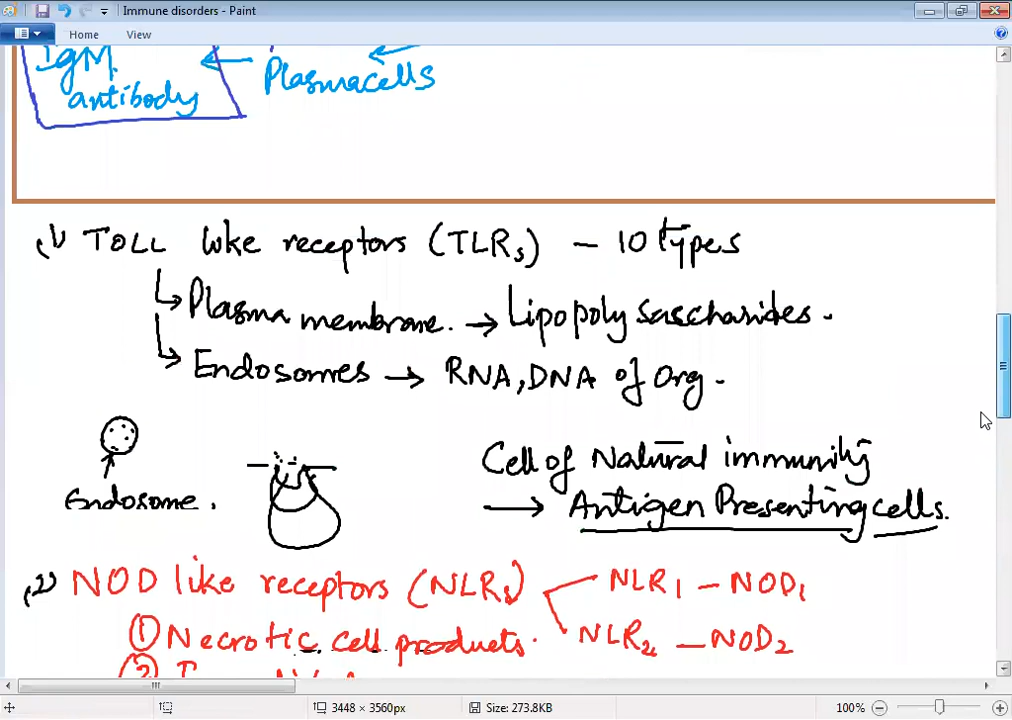 Immune disorders - Paint
Home View
IgM
antibody
Plasmacells
(1) TOLL like receptors (TLRs) - 10 types
Plasma membrane. → Lipopolysaccharides.
Endosomes → RNA, DNA of Org.
Endosome.
Cell of Natural immunity
→ Antigen Presenting cells.
(2) NOD like receptors (NLRs)
NLR1 - NOD1
NLR2 - NOD2
① Necrotic cell products.
②
3448 × 3560px
Size: 273.8KB
100%